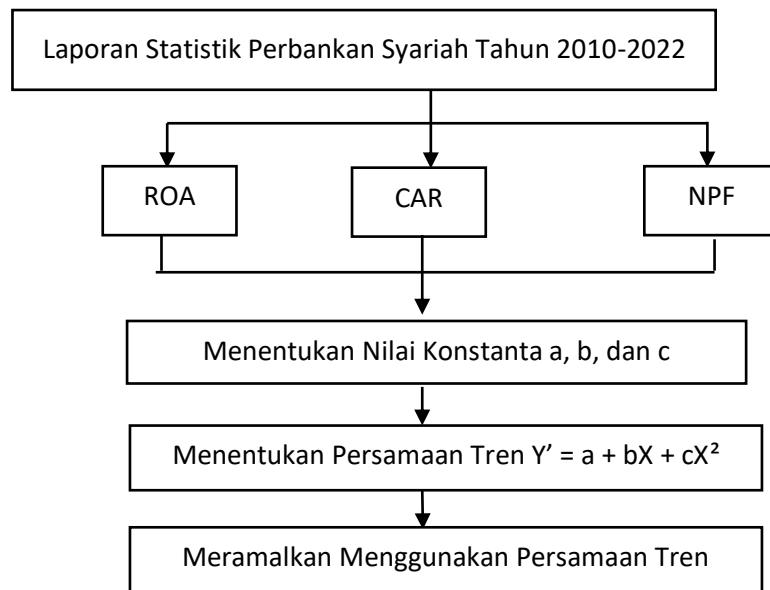 Laporan Statistik Perbankan Syariah Tahun 2010-2022
ROA
CAR
NPF
Menentukan Nilai Konstanta a, b, dan c
Menentukan Persamaan Tren Y’ = a + bX + cX²
Meramalkan Menggunakan Persamaan Tren